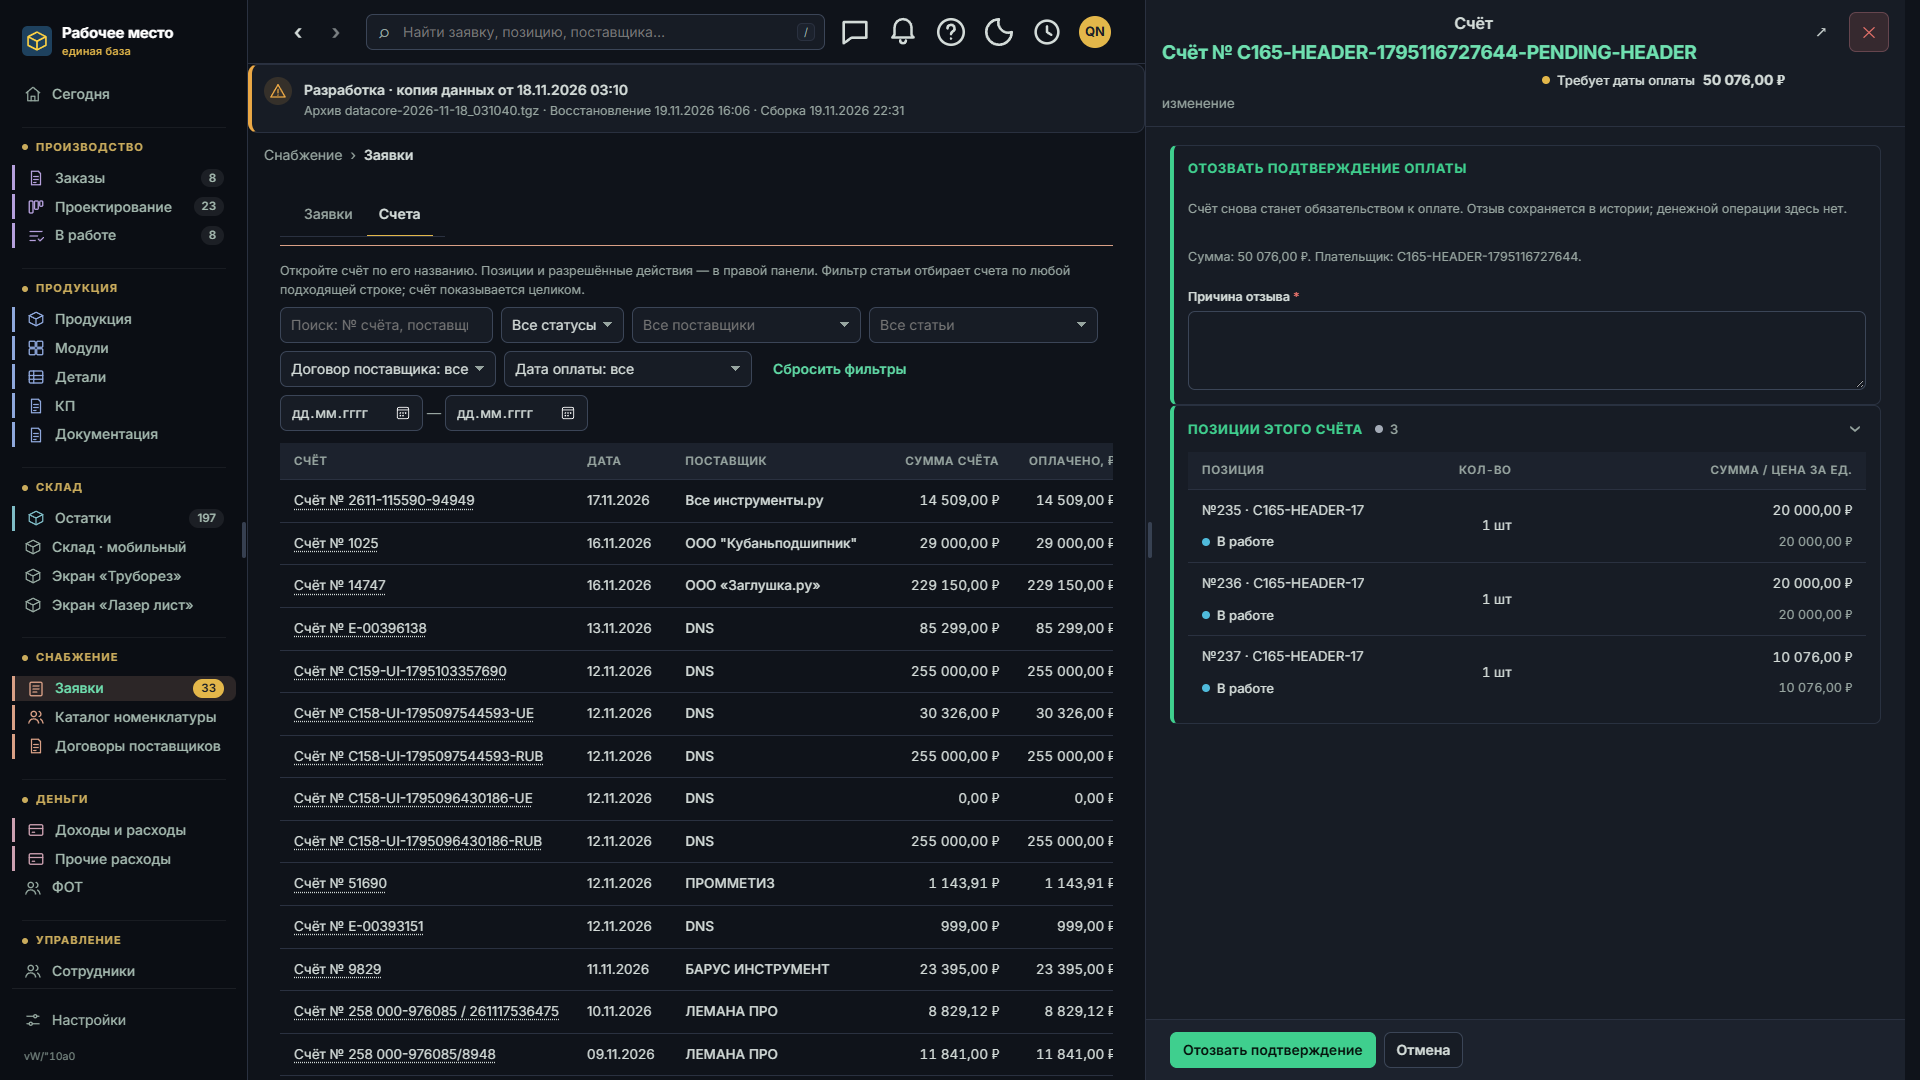 Рабочее место
единая база
Сегодня
ПРОИЗВОДСТВО
Заказы 8
Проектирование 23
В работе 8
ПРОДУКЦИЯ
Продукция
Модули
Детали
КП
Документация
СКЛАД
Остатки 197
Склад · мобильный
Экран «Труборез»
Экран «Лазер лист»
СНАБЖЕНИЕ
Заявки 33
Каталог номенклатуры
Договоры поставщиков
ДЕНЬГИ
Доходы и расходы
Прочие расходы
ФОТ
УПРАВЛЕНИЕ
Сотрудники
Настройки
vW/"10a0
Найти заявку, позицию, поставщика... /
QN
Разработка · копия данных от 18.11.2026 03:10
Архив datacore-2026-11-18_031040.tgz · Восстановление 19.11.2026 16:06 · Сборка 19.11.2026 22:31
Снабжение › Заявки
Заявки Счета
Откройте счёт по его названию. Позиции и разрешённые действия — в правой панели. Фильтр статьи отбирает счета по любой
подходящей строке; счёт показывается целиком.
Поиск: № счёта, поставщи Все статусы Все поставщики Все статьи
Договор поставщика: все Дата оплаты: все Сбросить фильтры
дд.мм.гггг — дд.мм.гггг
СЧЁТ ДАТА ПОСТАВЩИК СУММА СЧЁТА ОПЛАЧЕНО, ₽
Счёт № 2611-115590-94949 17.11.2026 Все инструменты.ру 14 509,00 ₽ 14 509,00 ₽
Счёт № 1025 16.11.2026 ООО "Кубаньподшипник" 29 000,00 ₽ 29 000,00 ₽
Счёт № 14747 16.11.2026 ООО «Заглушка.ру» 229 150,00 ₽ 229 150,00 ₽
Счёт № E-00396138 13.11.2026 DNS 85 299,00 ₽ 85 299,00 ₽
Счёт № C159-UI-1795103357690 12.11.2026 DNS 255 000,00 ₽ 255 000,00 ₽
Счёт № C158-UI-1795097544593-UE 12.11.2026 DNS 30 326,00 ₽ 30 326,00 ₽
Счёт № C158-UI-1795097544593-RUB 12.11.2026 DNS 255 000,00 ₽ 255 000,00 ₽
Счёт № C158-UI-1795096430186-UE 12.11.2026 DNS 0,00 ₽ 0,00 ₽
Счёт № C158-UI-1795096430186-RUB 12.11.2026 DNS 255 000,00 ₽ 255 000,00 ₽
Счёт № 51690 12.11.2026 ПРОММЕТИЗ 1 143,91 ₽ 1 143,91 ₽
Счёт № E-00393151 12.11.2026 DNS 999,00 ₽ 999,00 ₽
Счёт № 9829 11.11.2026 БАРУС ИНСТРУМЕНТ 23 395,00 ₽ 23 395,00 ₽
Счёт № 258 000-976085 / 261117536475 10.11.2026 ЛЕМАНА ПРО 8 829,12 ₽ 8 829,12 ₽
Счёт № 258 000-976085/8948 09.11.2026 ЛЕМАНА ПРО 11 841,00 ₽ 11 841,00 ₽
Счёт
Счёт № C165-HEADER-1795116727644-PENDING-HEADER
Требует даты оплаты 50 076,00 ₽
изменение
ОТОЗВАТЬ ПОДТВЕРЖДЕНИЕ ОПЛАТЫ
Счёт снова станет обязательством к оплате. Отзыв сохраняется в истории; денежной операции здесь нет.
Сумма: 50 076,00 ₽. Плательщик: C165-HEADER-1795116727644.
Причина отзыва *
ПОЗИЦИИ ЭТОГО СЧЁТА 3
ПОЗИЦИЯ КОЛ-ВО СУММА / ЦЕНА ЗА ЕД.
№235 · C165-HEADER-17 1 шт 20 000,00 ₽
В работе 20 000,00 ₽
№236 · C165-HEADER-17 1 шт 20 000,00 ₽
В работе 20 000,00 ₽
№237 · C165-HEADER-17 1 шт 10 076,00 ₽
В работе 10 076,00 ₽
Отозвать подтверждение Отмена